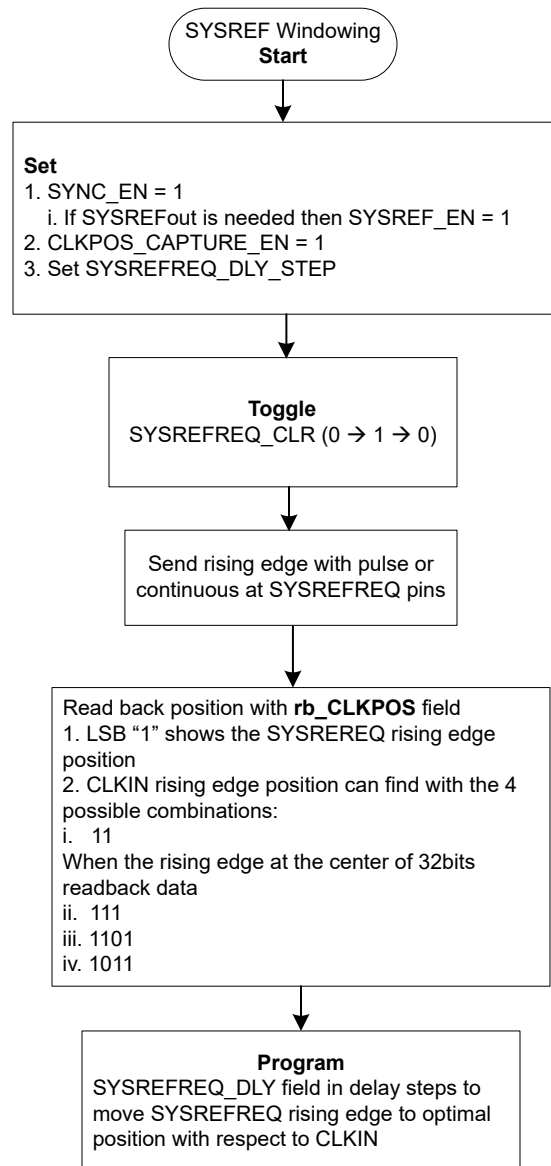 SYSREF Windowing
Start
Set
1. SYNC_EN = 1
i. If SYSREFout is needed then SYSREF_EN = 1
2. CLKPOS_CAPTURE_EN = 1
3. Set SYSREFREQ_DLY_STEP
Toggle
SYSREFREQ_CLR (0 → 1 → 0)
Send rising edge with pulse or
continuous at SYSREFREQ pins
Read back position with rb_CLKPOS field
1. LSB “1” shows the SYSREREQ rising edge
position
2. CLKIN rising edge position can find with the 4
possible combinations:
i. 11
When the rising edge at the center of 32bits
readback data
ii. 111
iii. 1101
iv. 1011
Program
SYSREFREQ_DLY field in delay steps to
move SYSREFREQ rising edge to optimal
position with respect to CLKIN